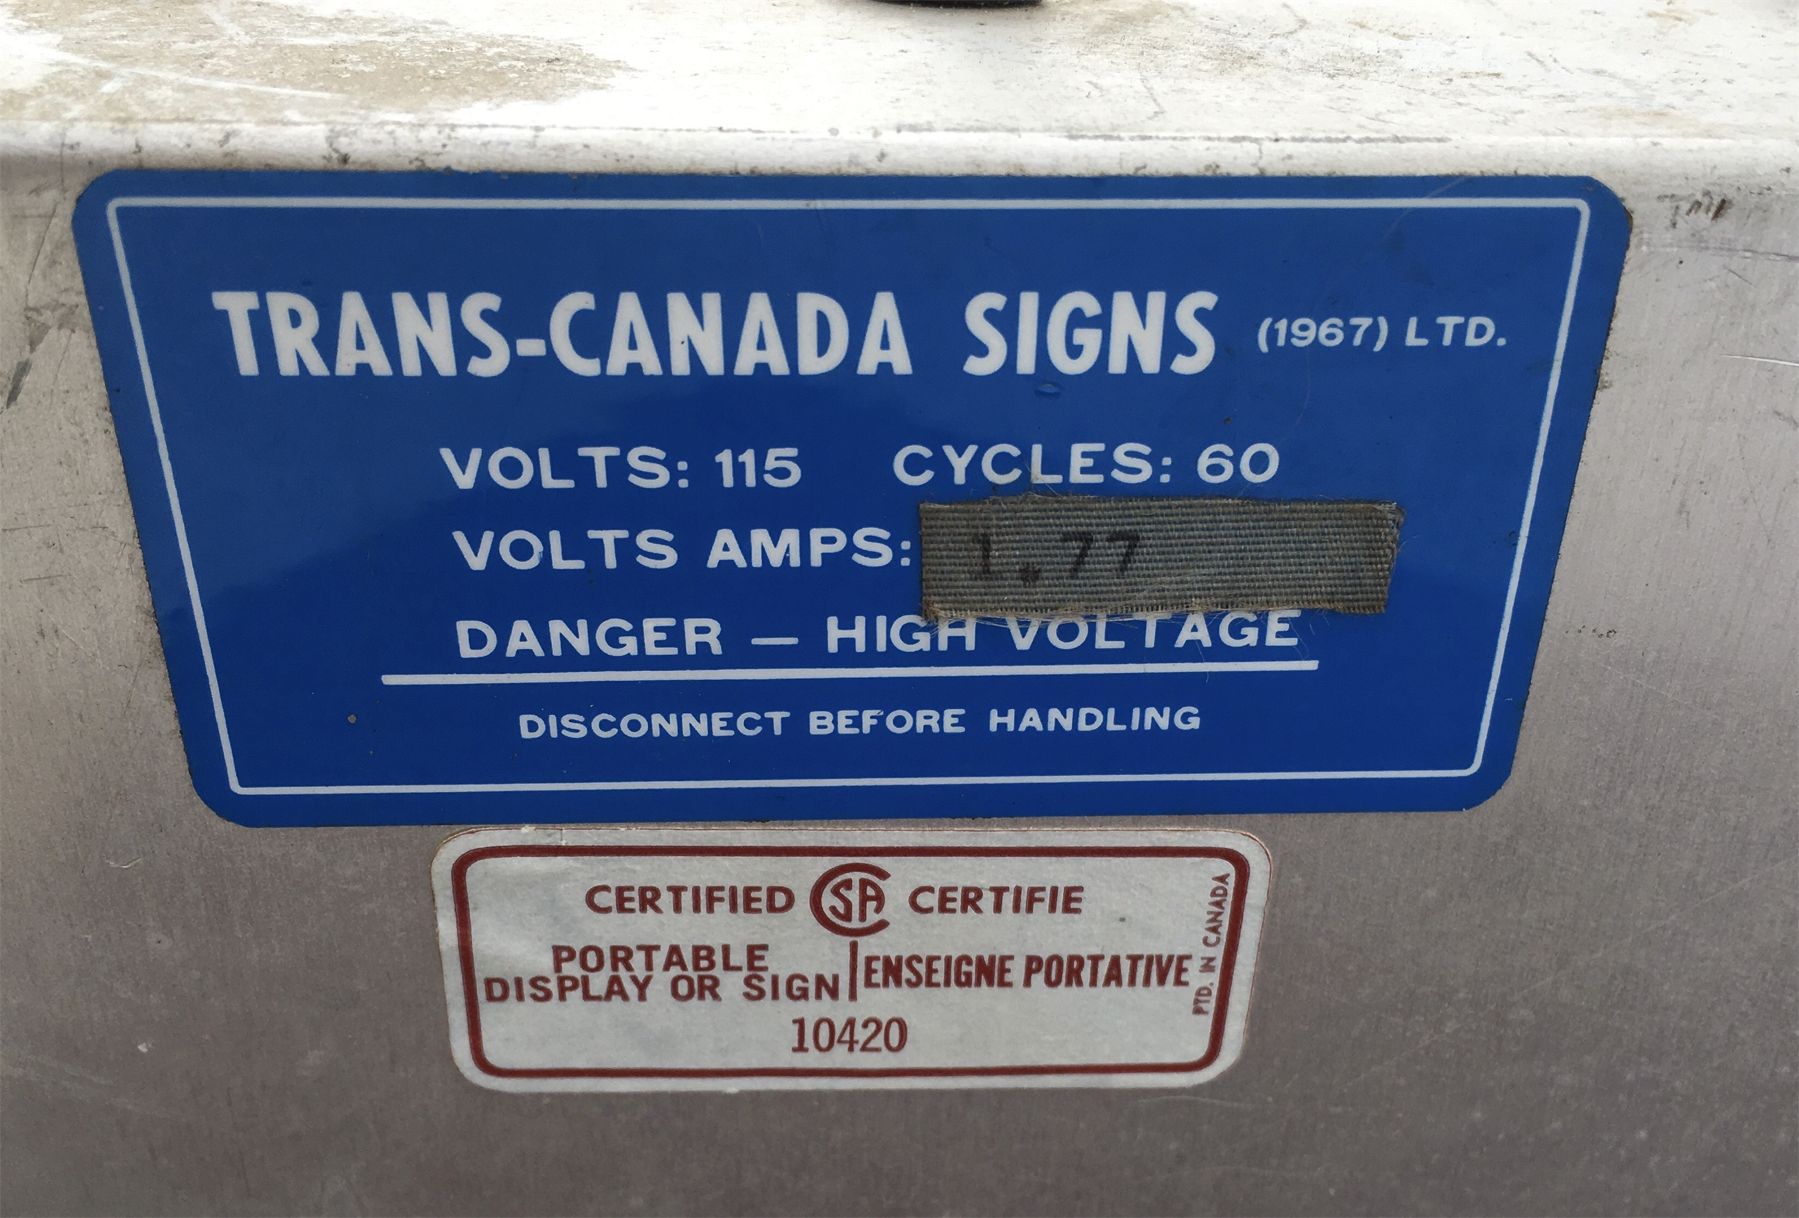 TRANS-CANADA SIGNS (1967) LTD.
VOLTS: 115 CYCLES: 60
VOLTS AMPS: 1.77
DANGER — HIGH VOLTAGE
DISCONNECT BEFORE HANDLING
CERTIFIED CSA CERTIFIE
PORTABLE
DISPLAY OR SIGN
ENSEIGNE PORTATIVE
10420
PTD. IN CANADA